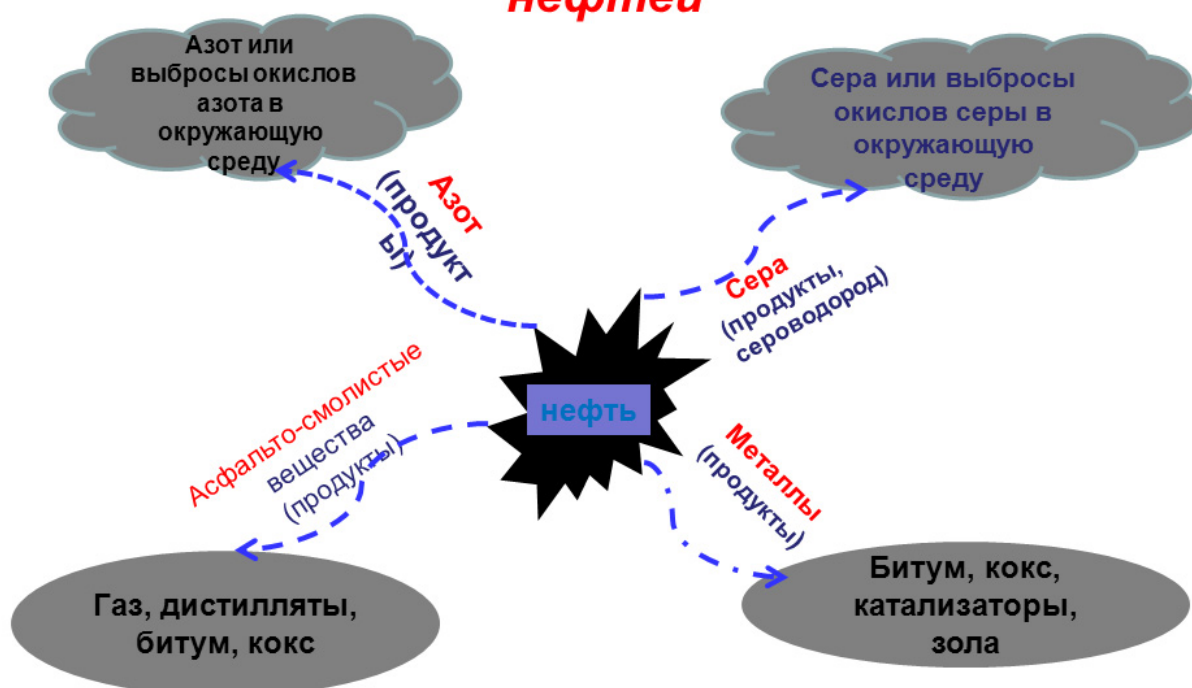 нефтей
Азот или
выбросы окислов
азота в
окружающую
среду
Сера или выбросы
окислов серы в
окружающую
среду
Азот
(продукт
ы)
Сера
(продукты,
сероводород)
нефть
Асфальто-смолистые
вещества
(продукты)
Металлы
(продукты)
Газ, дистилляты,
битум, кокс
Битум, кокс,
катализаторы,
зола